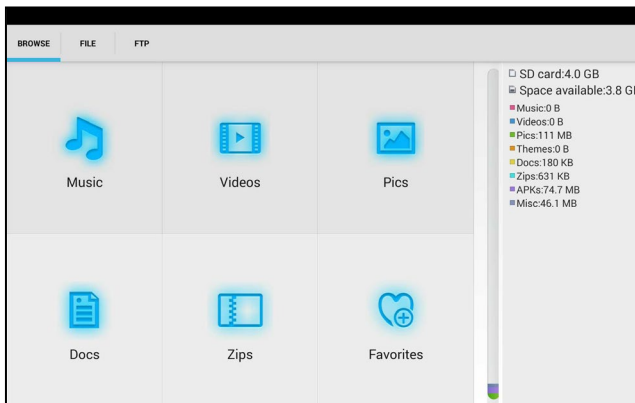 BROWSE FILE FTP
Music Videos Pics
Docs Zips Favorites
SD card:4.0 GB
Space available:3.8 G
Music:0 B
Videos:0 B
Pics:111 MB
Themes:0 B
Docs:180 KB
Zips:631 KB
APKs:74.7 MB
Misc:46.1 MB